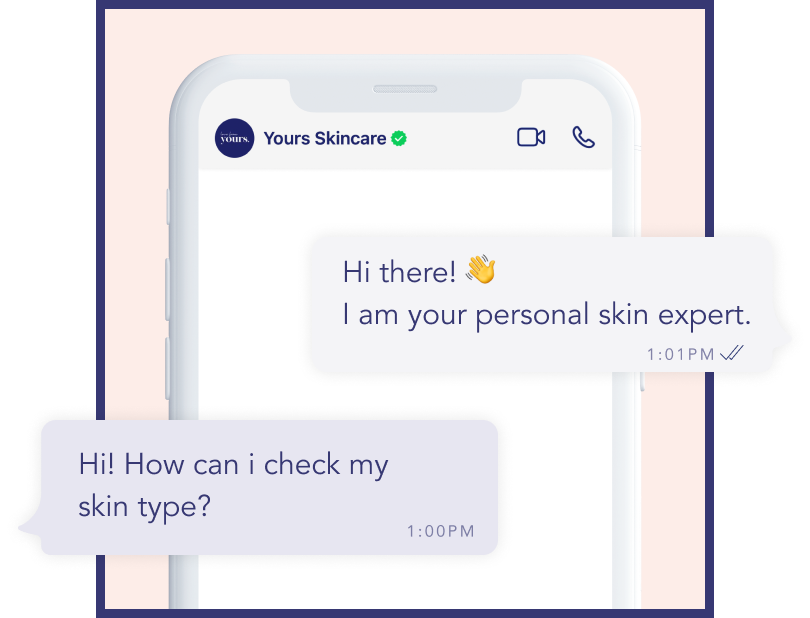 yours.
Yours Skincare
Hi there! 👋
I am your personal skin expert.
1:01PM
Hi! How can i check my
skin type?
1:00PM